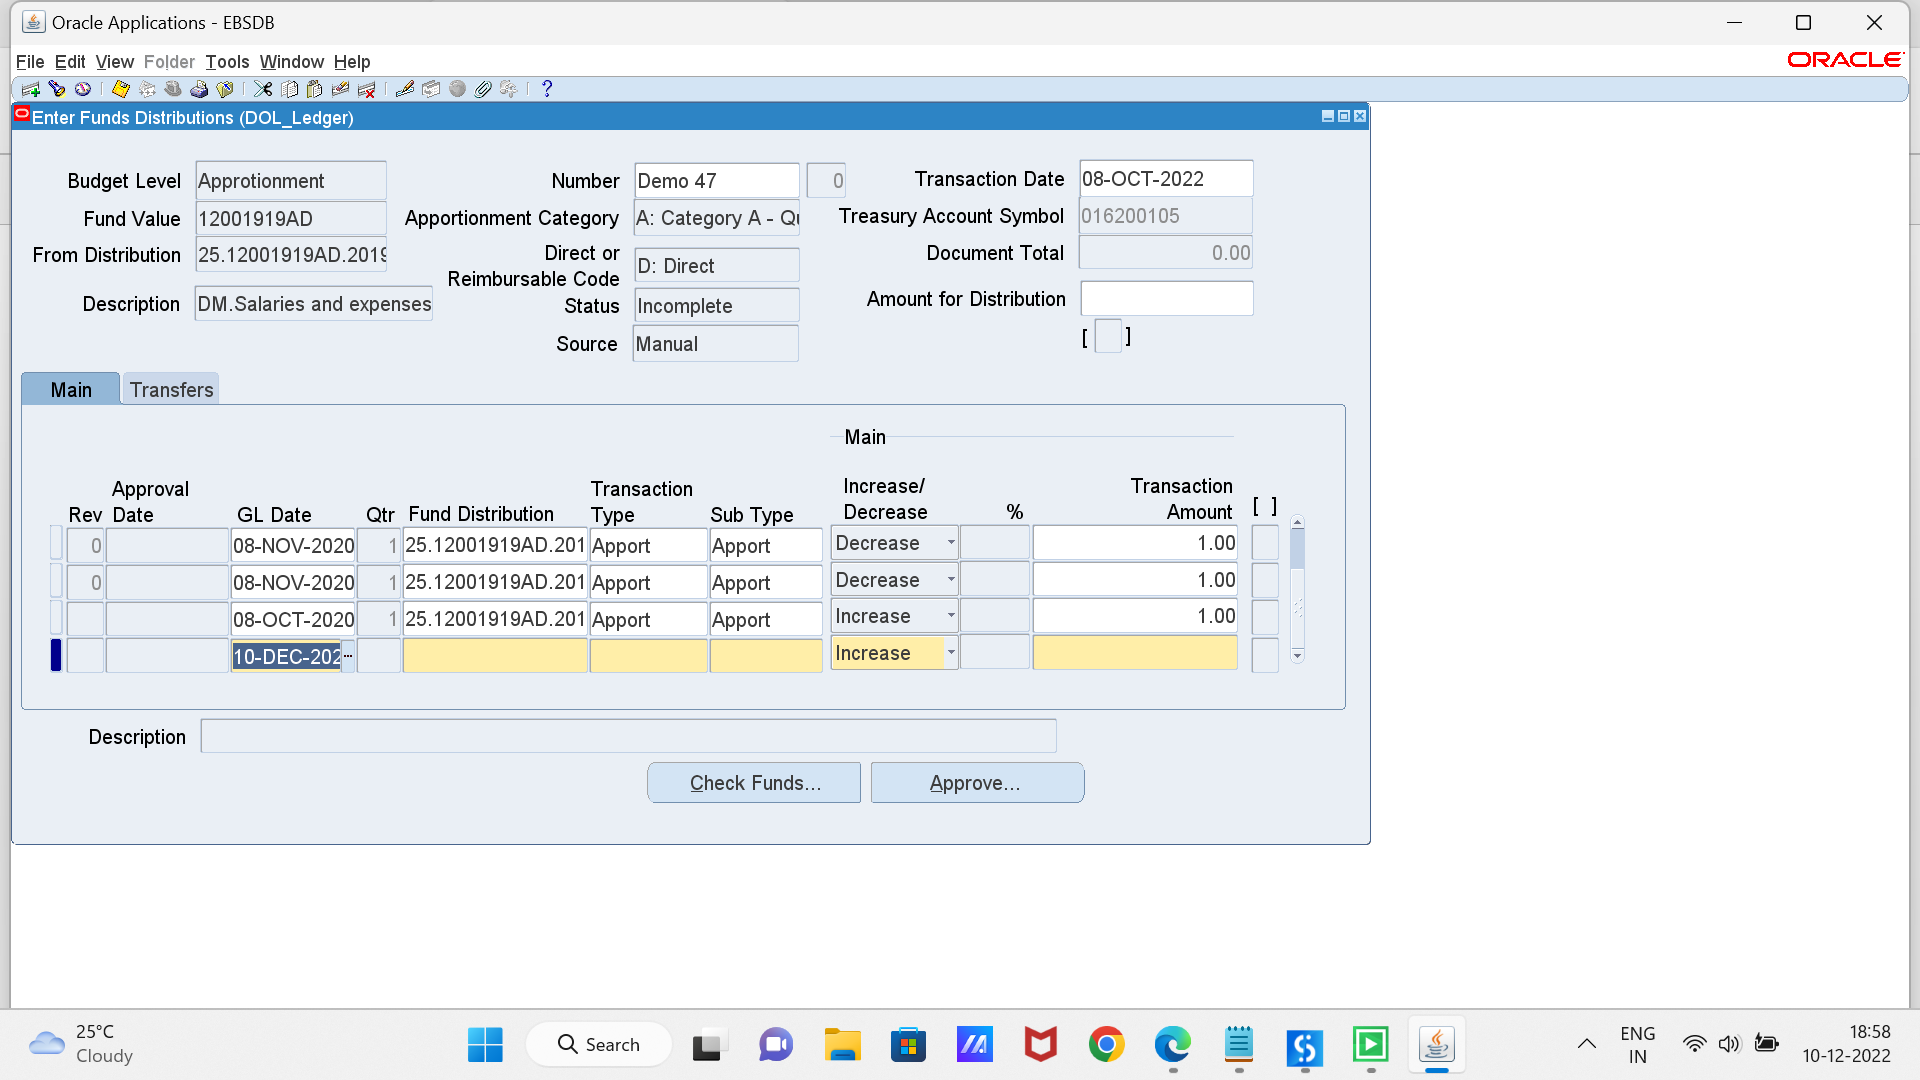 Oracle Applications - EBSDB
File Edit View Folder Tools Window Help
ORACLE
Enter Funds Distributions (DOL_Ledger)
Budget Level Approtionment
Number Demo 47 0
Transaction Date 08-OCT-2022
Fund Value 12001919AD
Apportionment Category A: Category A - Qu
Treasury Account Symbol 016200105
From Distribution 25.12001919AD.2019
Direct or
Reimbursable Code D: Direct
Document Total 0.00
Description DM.Salaries and expenses
Status Incomplete
Amount for Distribution
[ ]
Source Manual
Main Transfers
Main
Rev Approval
Date GL Date Qtr Fund Distribution Transaction
Type Sub Type Increase/
Decrease % Transaction
Amount [ ]
0 08-NOV-2020 1 25.12001919AD.201 Apport Apport Decrease 1.00
0 08-NOV-2020 1 25.12001919AD.201 Apport Apport Decrease 1.00
08-OCT-2020 1 25.12001919AD.201 Apport Apport Increase 1.00
10-DEC-202 ... Increase
Description
Check Funds... Approve...
25°C
Cloudy
Search
ENG
IN
18:58
10-12-2022